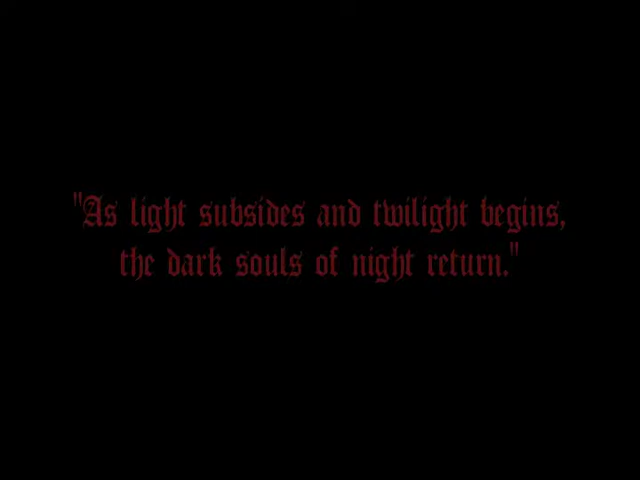 "As light subsides and twilight begins,
the dark souls of night return."